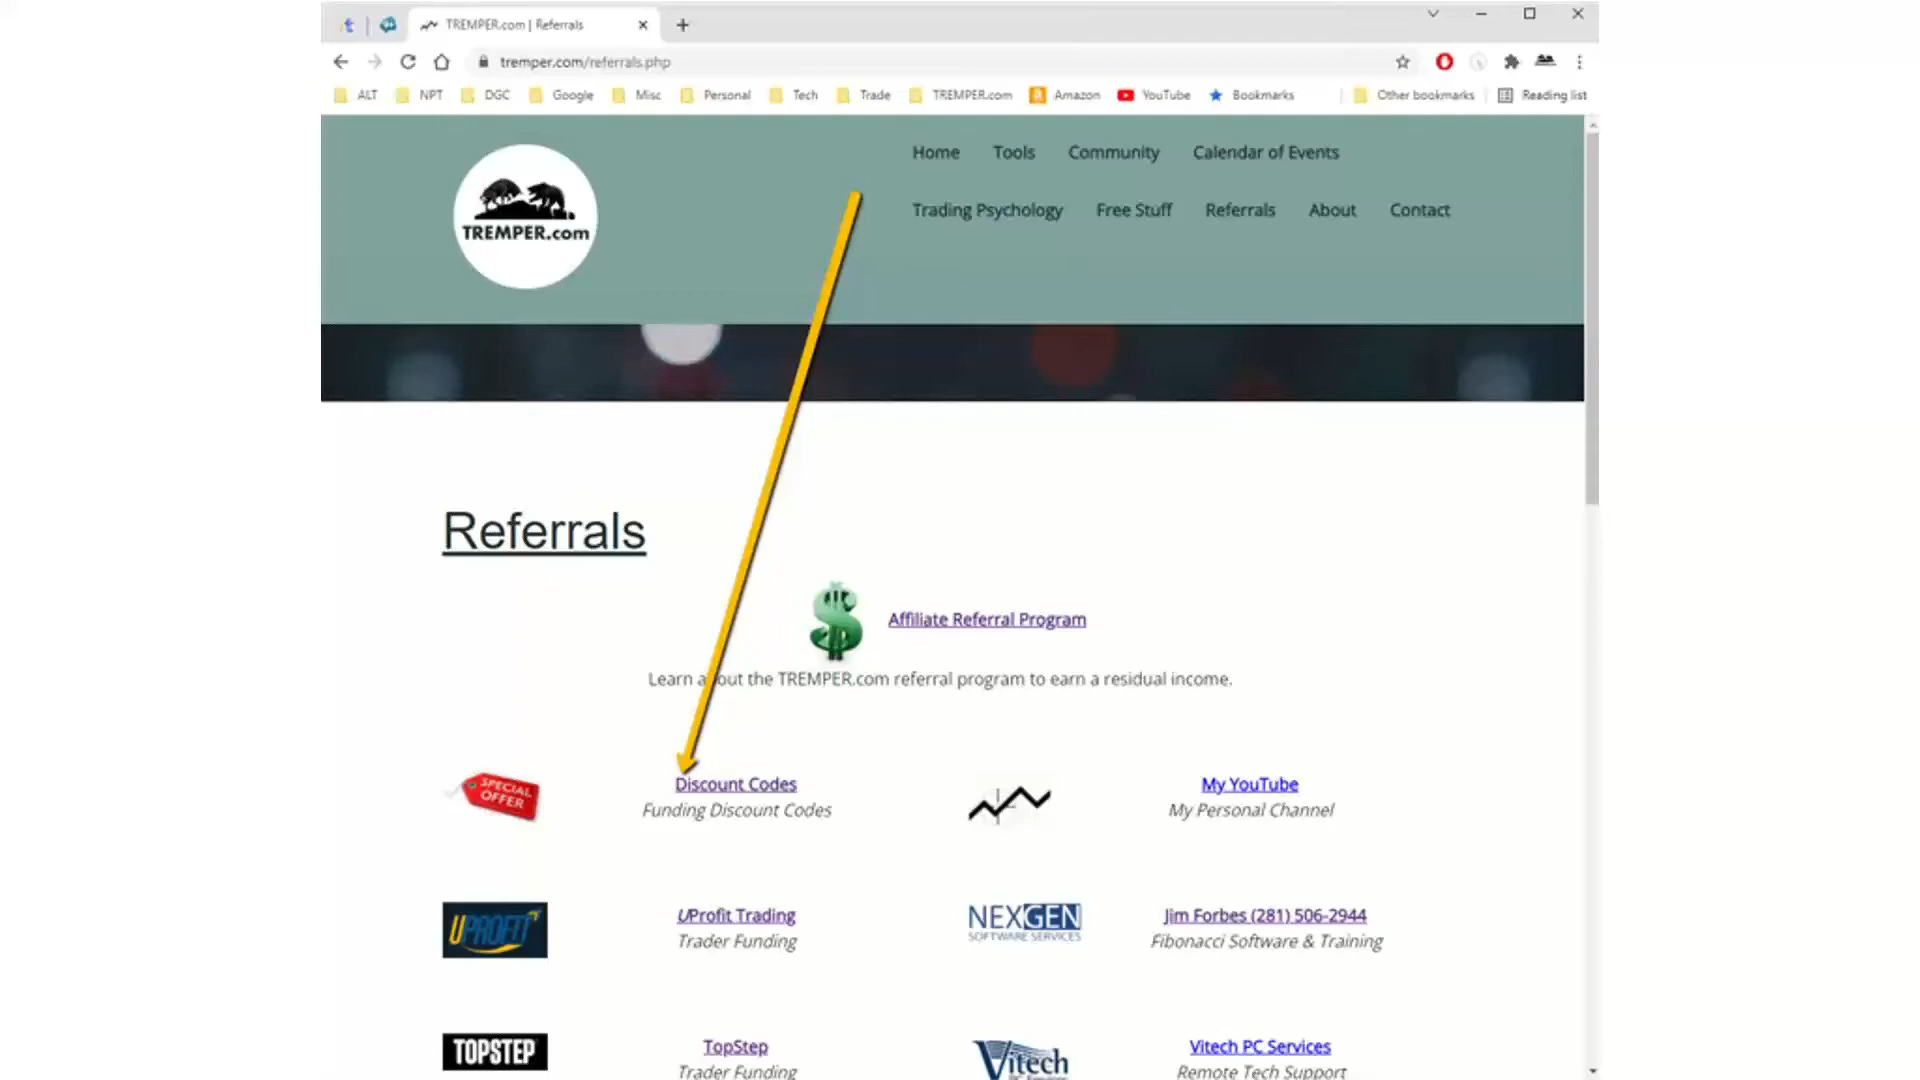 TREMPER.com | Referrals
tremper.com/referrals.php
ALT NPT DGC Google Misc Personal Tech Trade TREMPER.com Amazon YouTube Bookmarks Other bookmarks Reading list
Home Tools Community Calendar of Events
TREMPER.com
Trading Psychology Free Stuff Referrals About Contact
Referrals
Affiliate Referral Program
Learn about the TREMPER.com referral program to earn a residual income.
SPECIAL
OFFER
Discount Codes
Funding Discount Codes
My YouTube
My Personal Channel
UPROFIT
UProfit Trading
Trader Funding
NEXGEN
SOFTWARE SERVICES
Jim Forbes (281) 506-2944
Fibonacci Software & Training
TOPSTEP
TopStep
Trader Funding
Vitech
Vitech PC Services
Remote Tech Support